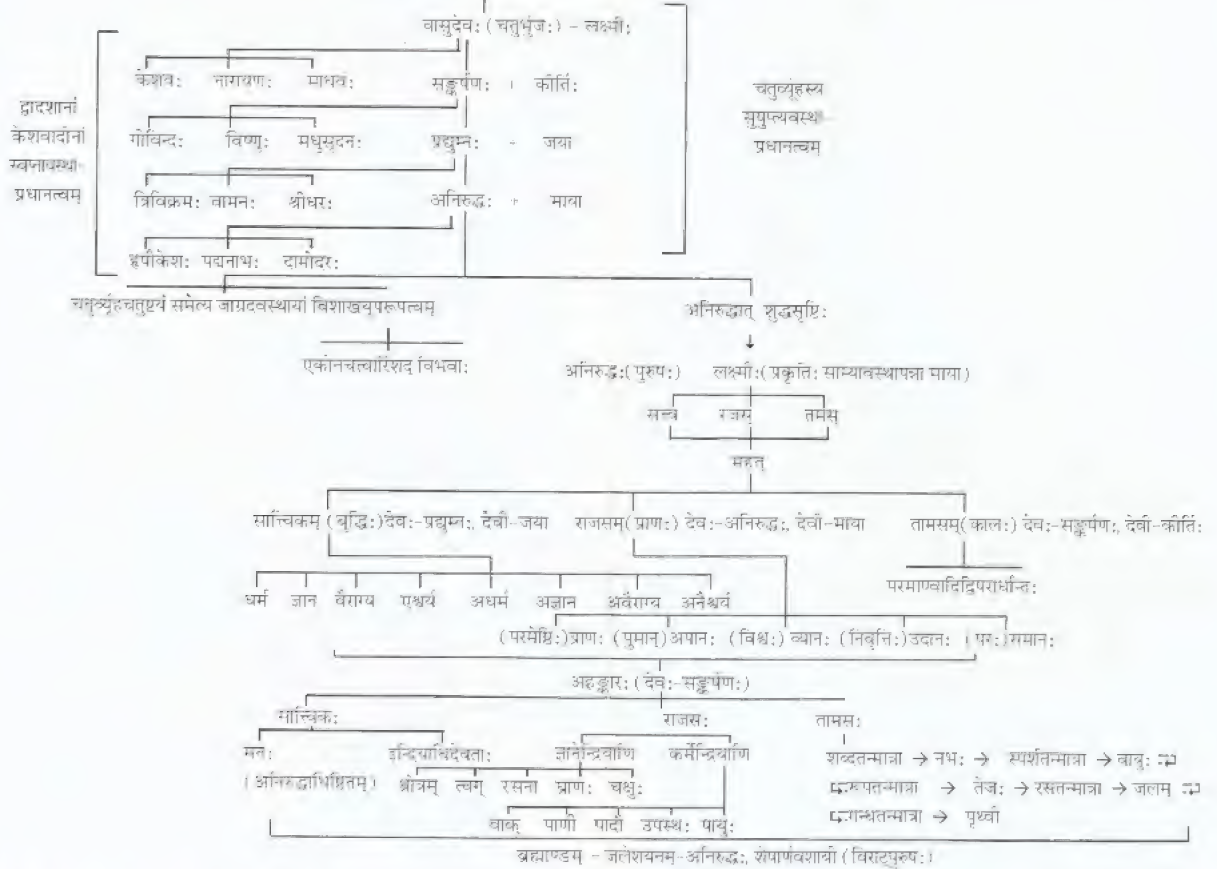 वासुदेवः (चतुर्भुजः) - लक्ष्मीः
केशवः नारायणः माधवः सङ्कर्षणः + कीर्तिः
द्वादशानां केशवादीनां स्वप्नावस्था- प्रधानत्वम्
चतुर्व्यूहस्य सुषुप्त्यवस्था- प्रधानत्वम्
गोविन्दः विष्णुः मधुसूदनः प्रद्युम्नः - जया
त्रिविक्रमः वामनः श्रीधरः अनिरुद्धः + माया
हृषीकेशः पद्मनाभः दामोदरः
चतुर्व्यूहचतुष्टयं समेत्य जाग्रदवस्थायां विशाखयूपरूपत्वम्
अनिरुद्धात् शुद्धसृष्टिः
एकोनचत्वारिंशद् विभवाः
अनिरुद्धः (पुरुषः) लक्ष्मीः (प्रकृतिः साम्यावस्थापन्ना माया)
सत्त्व रजस् तमस्
महत्
सात्त्विकम् (बुद्धिः) देवः-प्रद्युम्नः, देवी-जया राजसम् (प्राणः) देवः-अनिरुद्धः, देवी-माया तामसम् (कालः) देवः-सङ्कर्षणः, देवी-कीर्तिः
परमाण्वादिद्विपरार्धान्तः
धर्म ज्ञान वैराग्य एश्वर्य अधर्म अज्ञान अवैराग्य अनैश्वर्य
(परमेष्ठिः) प्राणः (पुमान्) अपानः (विश्वः) व्यानः (निवृत्तिः) उदानः (परः) समानः
अहङ्कारः (देवः-सङ्कर्षणः)
सात्त्विकः राजसः तामसः
मनः इन्द्रियाधिदेवताः ज्ञानेन्द्रियाणि कर्मेन्द्रियाणि
(अनिरुद्धाधिष्ठितम्) श्रोत्रम् त्वग् रसना घ्राणः चक्षुः
शब्दतन्मात्रा → नभः → स्पर्शतन्मात्रा → वायुः
रूपतन्मात्रा → तेजः → रसतन्मात्रा → जलम्
गन्धतन्मात्रा → पृथ्वी
वाक् पाणी पादौ उपस्थः पायुः
ब्रह्माण्डम् - जलेशयनम्-अनिरुद्धः, शेषार्णवशायी (विराट्पुरुषः)